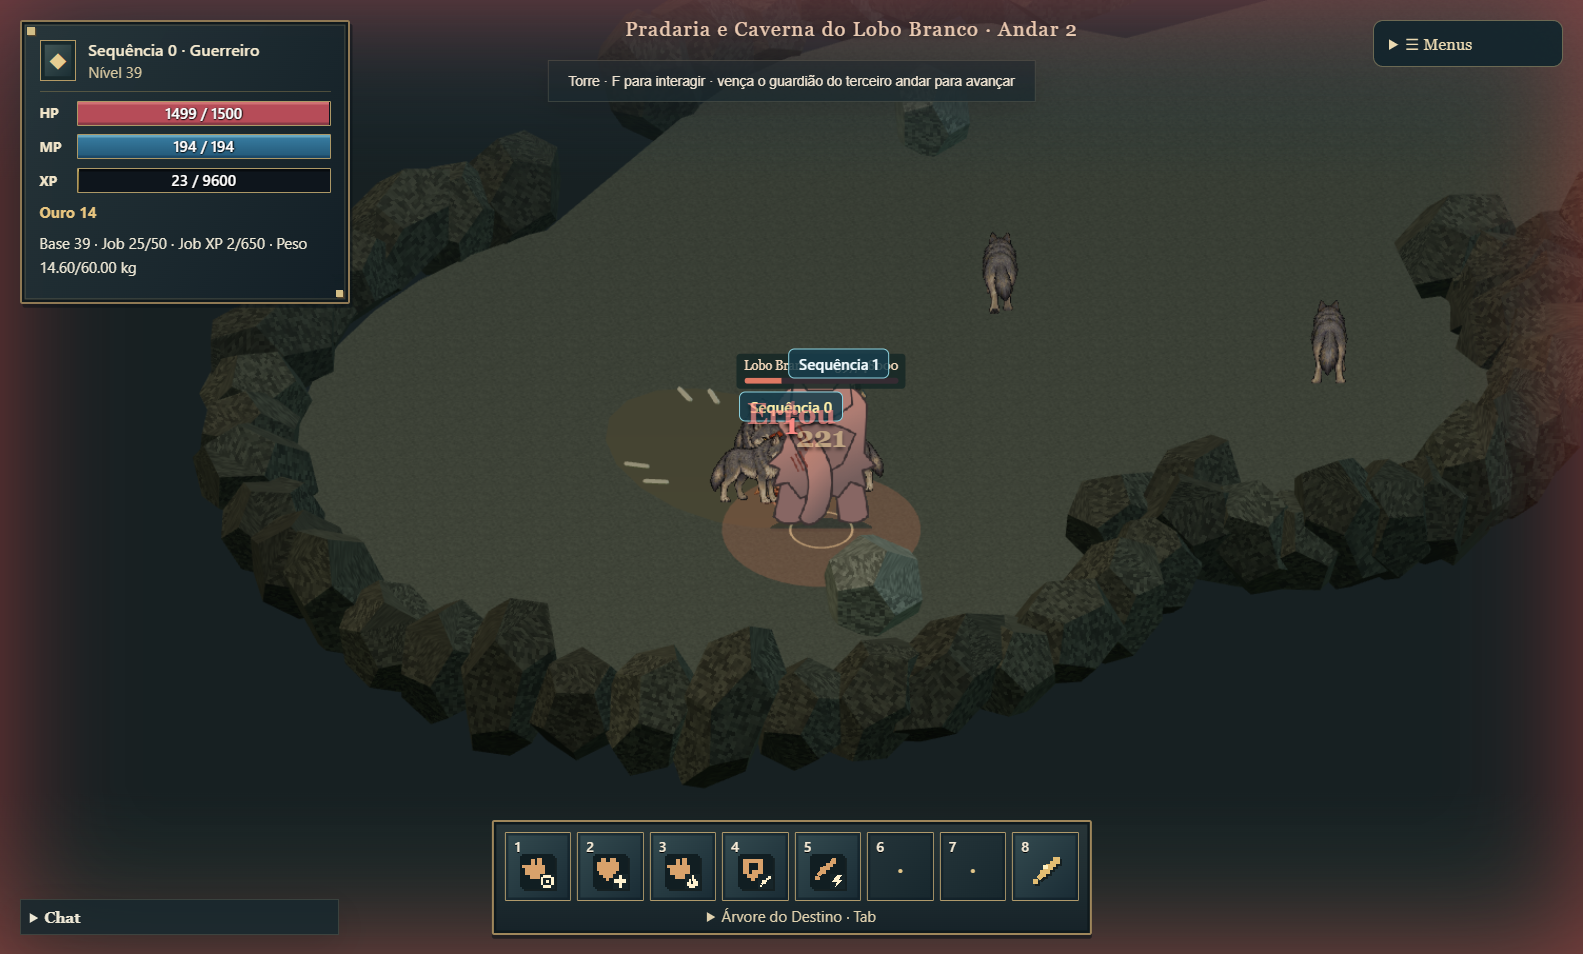 Sequência 0 · Guerreiro
Nível 39
HP 1499 / 1500
MP 194 / 194
XP 23 / 9600
Ouro 14
Base 39 · Job 25/50 · Job XP 2/650 · Peso
14.60/60.00 kg
Pradaria e Caverna do Lobo Branco · Andar 2
Torre · F para interagir · vença o guardião do terceiro andar para avançar
▶ ☰ Menus
Lobo
Sequência 1
Sequência 0
Errou
1
221
1 2 3 4 5 6 7 8
▶ Árvore do Destino · Tab
▶ Chat